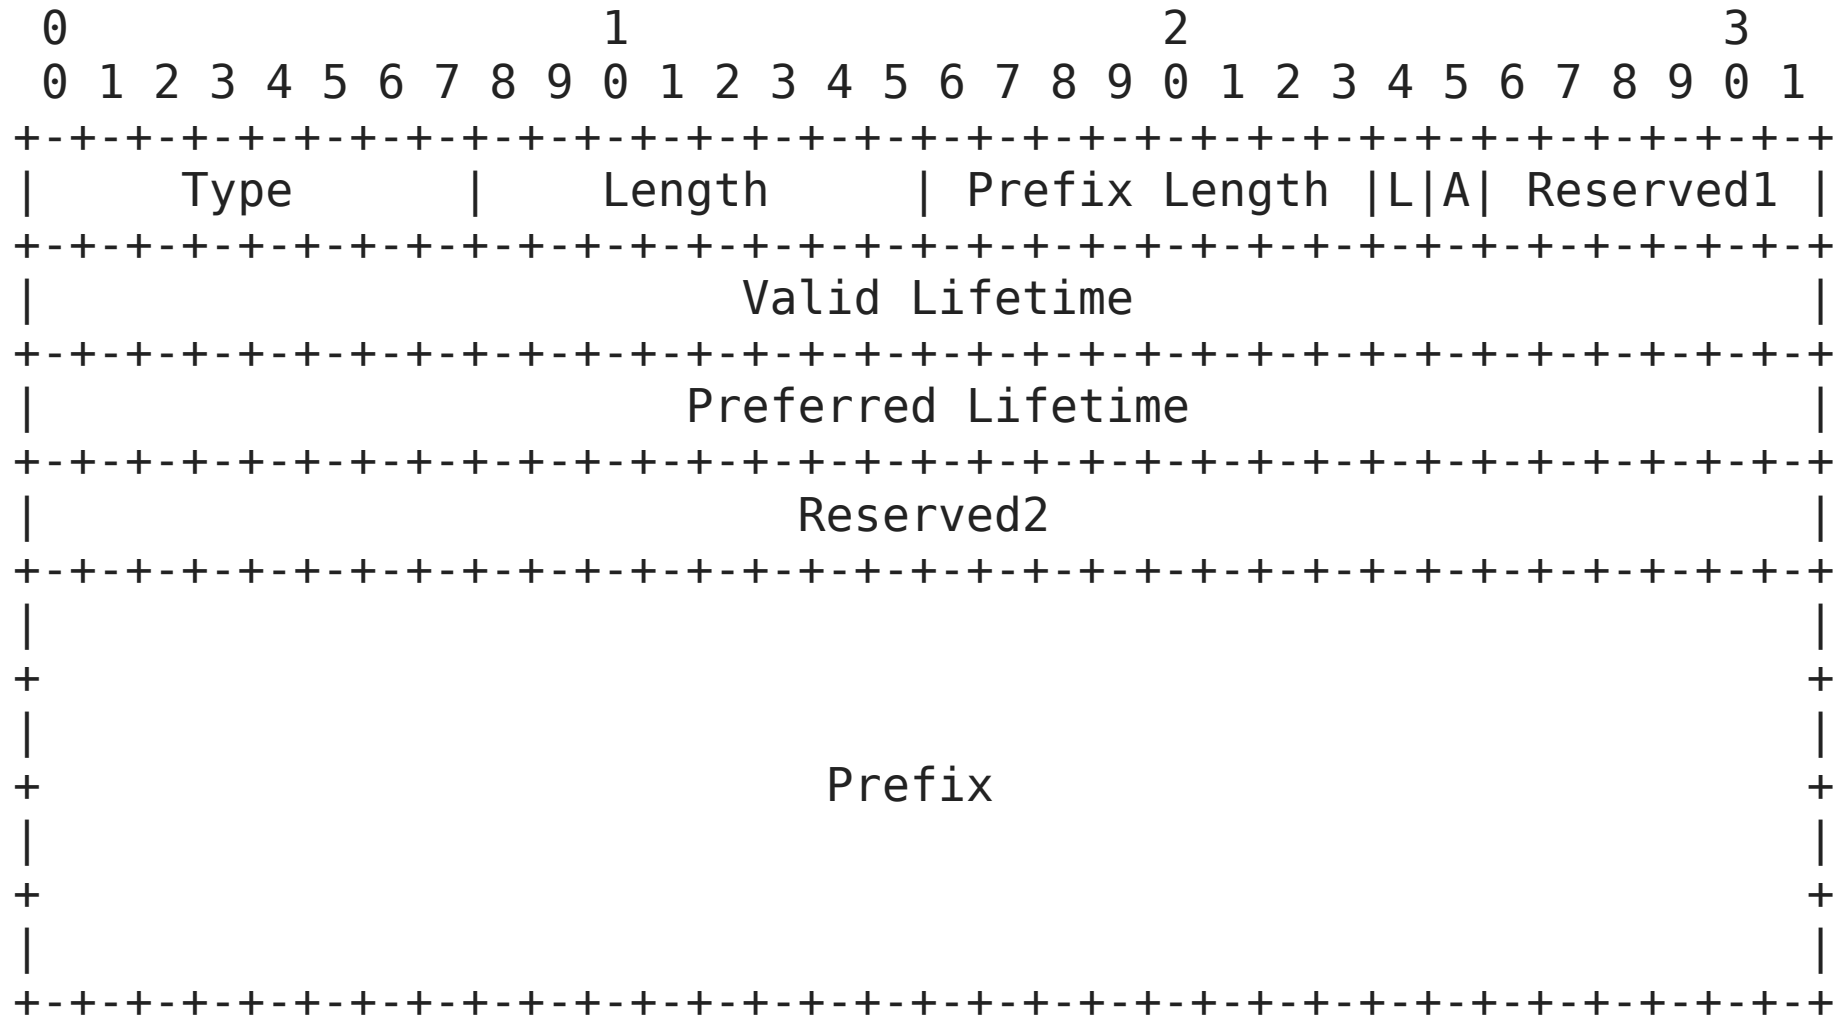 0                   1                   2                   3
 0 1 2 3 4 5 6 7 8 9 0 1 2 3 4 5 6 7 8 9 0 1 2 3 4 5 6 7 8 9 0 1
+-+-+-+-+-+-+-+-+-+-+-+-+-+-+-+-+-+-+-+-+-+-+-+-+-+-+-+-+-+-+-+-+
|     Type      |    Length     | Prefix Length |L|A| Reserved1 |
+-+-+-+-+-+-+-+-+-+-+-+-+-+-+-+-+-+-+-+-+-+-+-+-+-+-+-+-+-+-+-+-+
|                         Valid Lifetime                        |
+-+-+-+-+-+-+-+-+-+-+-+-+-+-+-+-+-+-+-+-+-+-+-+-+-+-+-+-+-+-+-+-+
|                       Preferred Lifetime                      |
+-+-+-+-+-+-+-+-+-+-+-+-+-+-+-+-+-+-+-+-+-+-+-+-+-+-+-+-+-+-+-+-+
|                           Reserved2                           |
+-+-+-+-+-+-+-+-+-+-+-+-+-+-+-+-+-+-+-+-+-+-+-+-+-+-+-+-+-+-+-+-+
|                                                               |
+                                                               +
|                                                               |
+                            Prefix                             +
|                                                               |
+                                                               +
|                                                               |
+-+-+-+-+-+-+-+-+-+-+-+-+-+-+-+-+-+-+-+-+-+-+-+-+-+-+-+-+-+-+-+-+